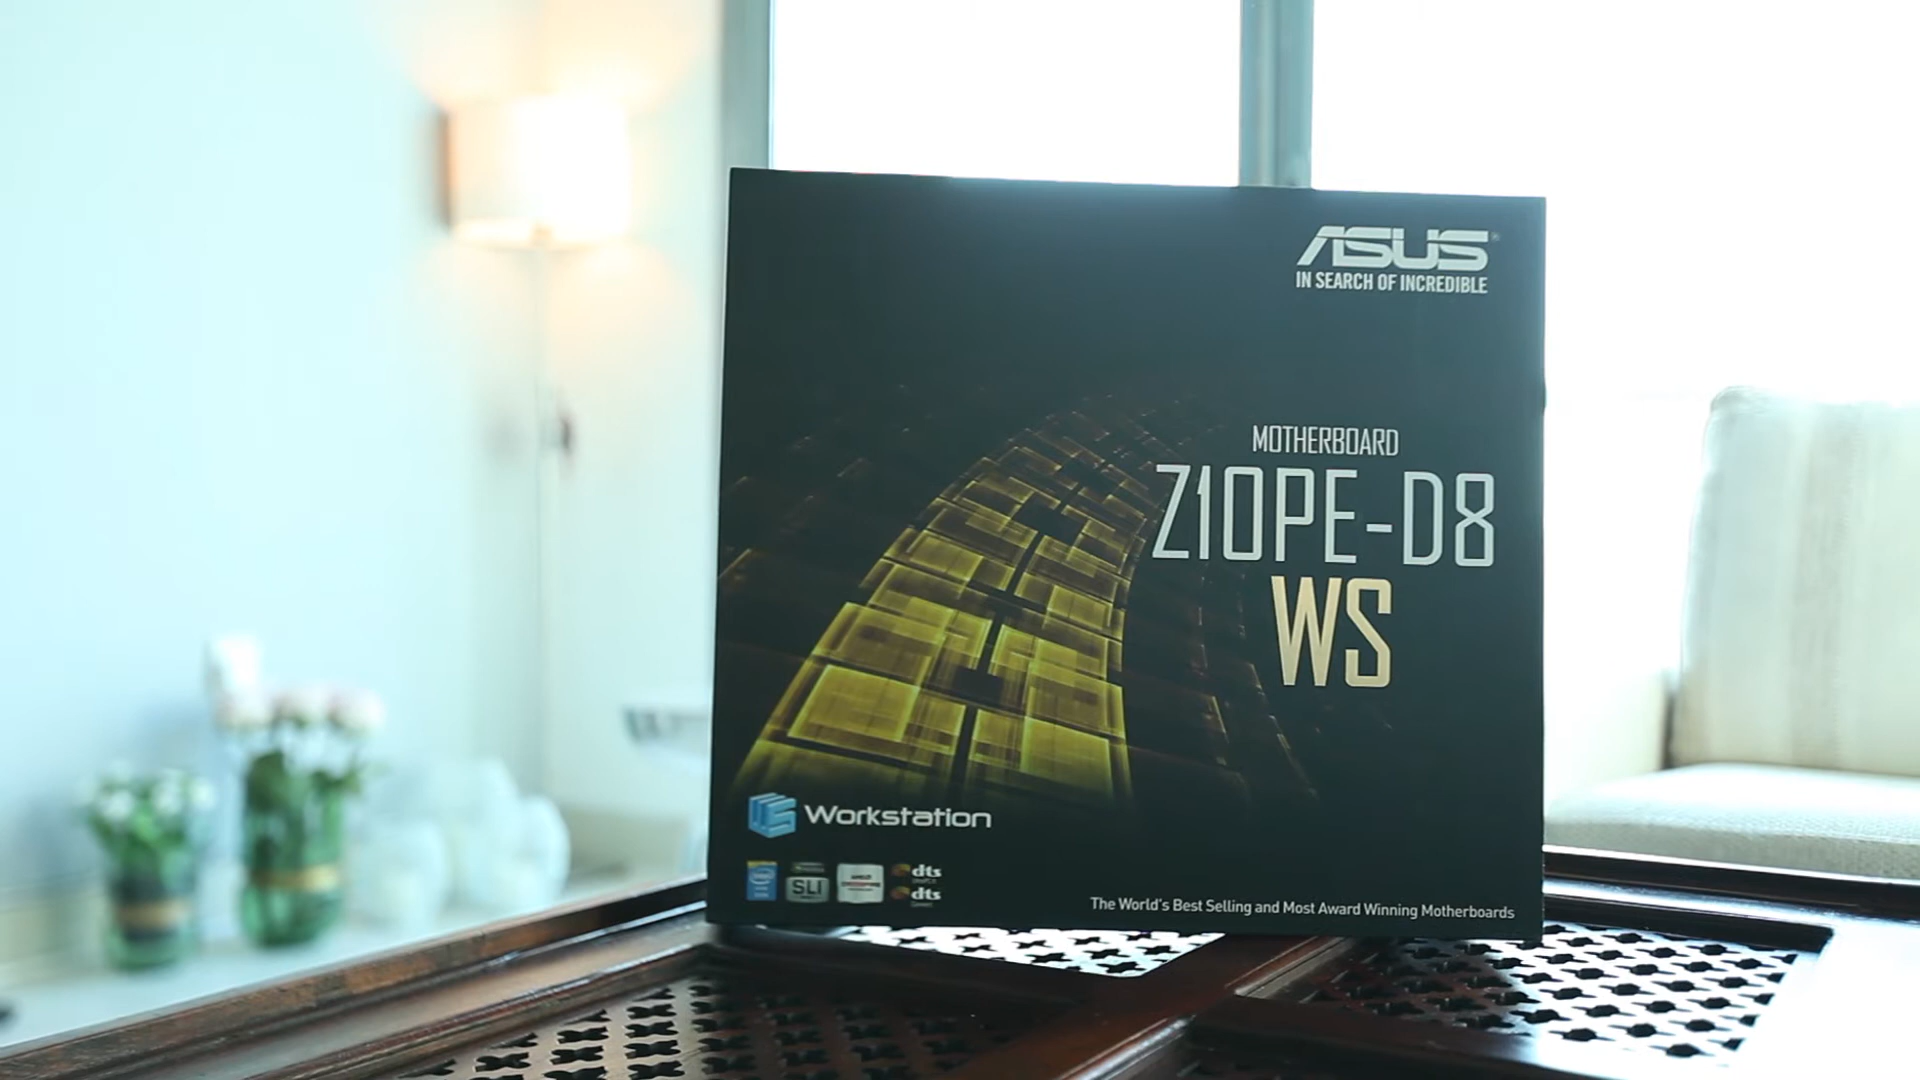 ASUS
IN SEARCH OF INCREDIBLE
MOTHERBOARD
Z10PE-D8
WS
Workstation
SLI
dts
dts
The World's Best Selling and Most Award Winning Motherboards